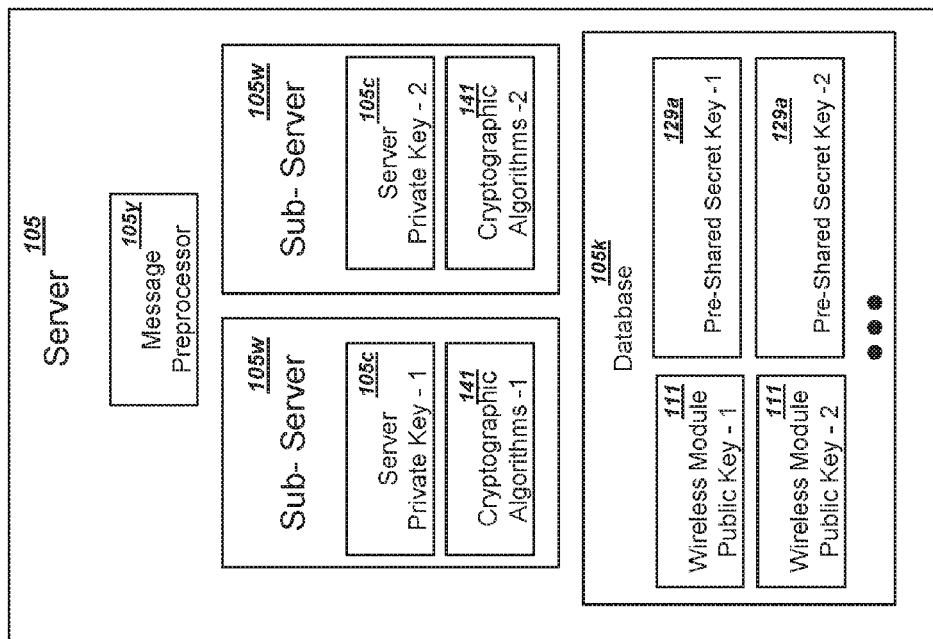 105
Server
105y
Message
Preprocessor
105w
Sub- Server
105c
Server
Private Key - 1
141
Cryptographic
Algorithms -1
105w
Sub- Server
105c
Server
Private Key - 2
141
Cryptographic
Algorithms -2
105k
Database
111
Wireless Module
Public Key - 1
129a
Pre-Shared Secret Key -1
111
Wireless Module
Public Key - 2
129a
Pre-Shared Secret Key -2